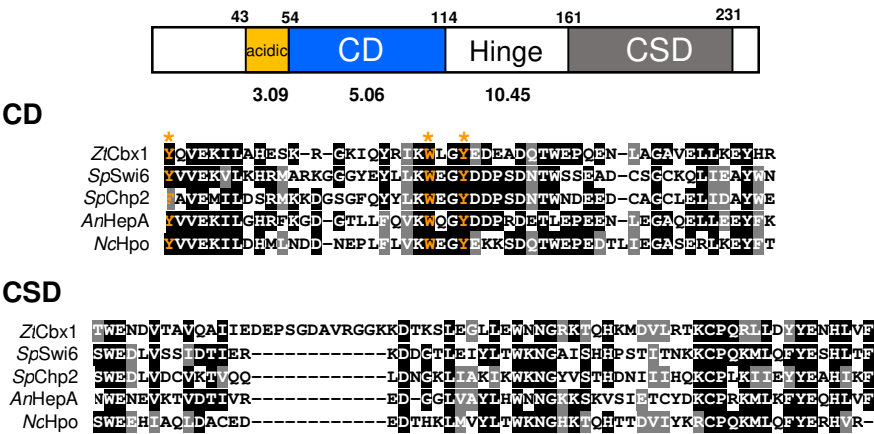 43 54 114 161 231
acidic CD Hinge CSD
3.09 5.06 10.45
CD
* * *
ZtCbx1 YQVEKILAHESK-R-GKIQYRIKWLGYEDEADQTWEPQEN-LAGAVELLKEYHR
SpSwi6 YVVEKVLKHRMARKGGGYEYLLKWEGYDDPSDNTWSSEAD-CSGCKQLIEAYWN
SpChp2 FAVEMILDSRMKKDGSGFQYYLKWEGYDDPSDNTWNDEED-CAGCLELIDAYWE
AnHepA YVVEKILGHRFKGD-GTLLFQVKWQGYDDPRDETLEPEEN-LEGAQELLEEYFK
NcHpo YVVEKILDHMLNDD-NEPLFLVKWEGYEKKSDQTWEPEDTLIEGASERLKEYFT
CSD
ZtCbx1 TWENDVTAVQAIIEDEPSGDAVRGGKKDTKSLEGLLEWNNGRKTQHKMDVLRTKCPQRLLDYYENHLVF
SpSwi6 SWEDLVSSIDTIER------------KDDGTLEIYLTWKNGAISHHPSTITNKKCPQKMLQFYESHLTF
SpChp2 SWEDLVDCVKTVQQ------------LDNGKLIAKIKWKNGYVSTHDNIIIHQKCPLKIIEYYEAHIKF
AnHepA NWENEVKTVDTIVR------------ED-GGLVAYLHWNNGKKSKVSIETCYDKCPRKMLKFYEQHLVF
NcHpo SWEEHIAQLDACED------------EDTHKLMVYLTWKNGHKTQHTTDVIYKRCPQKMLQFYERHVR-